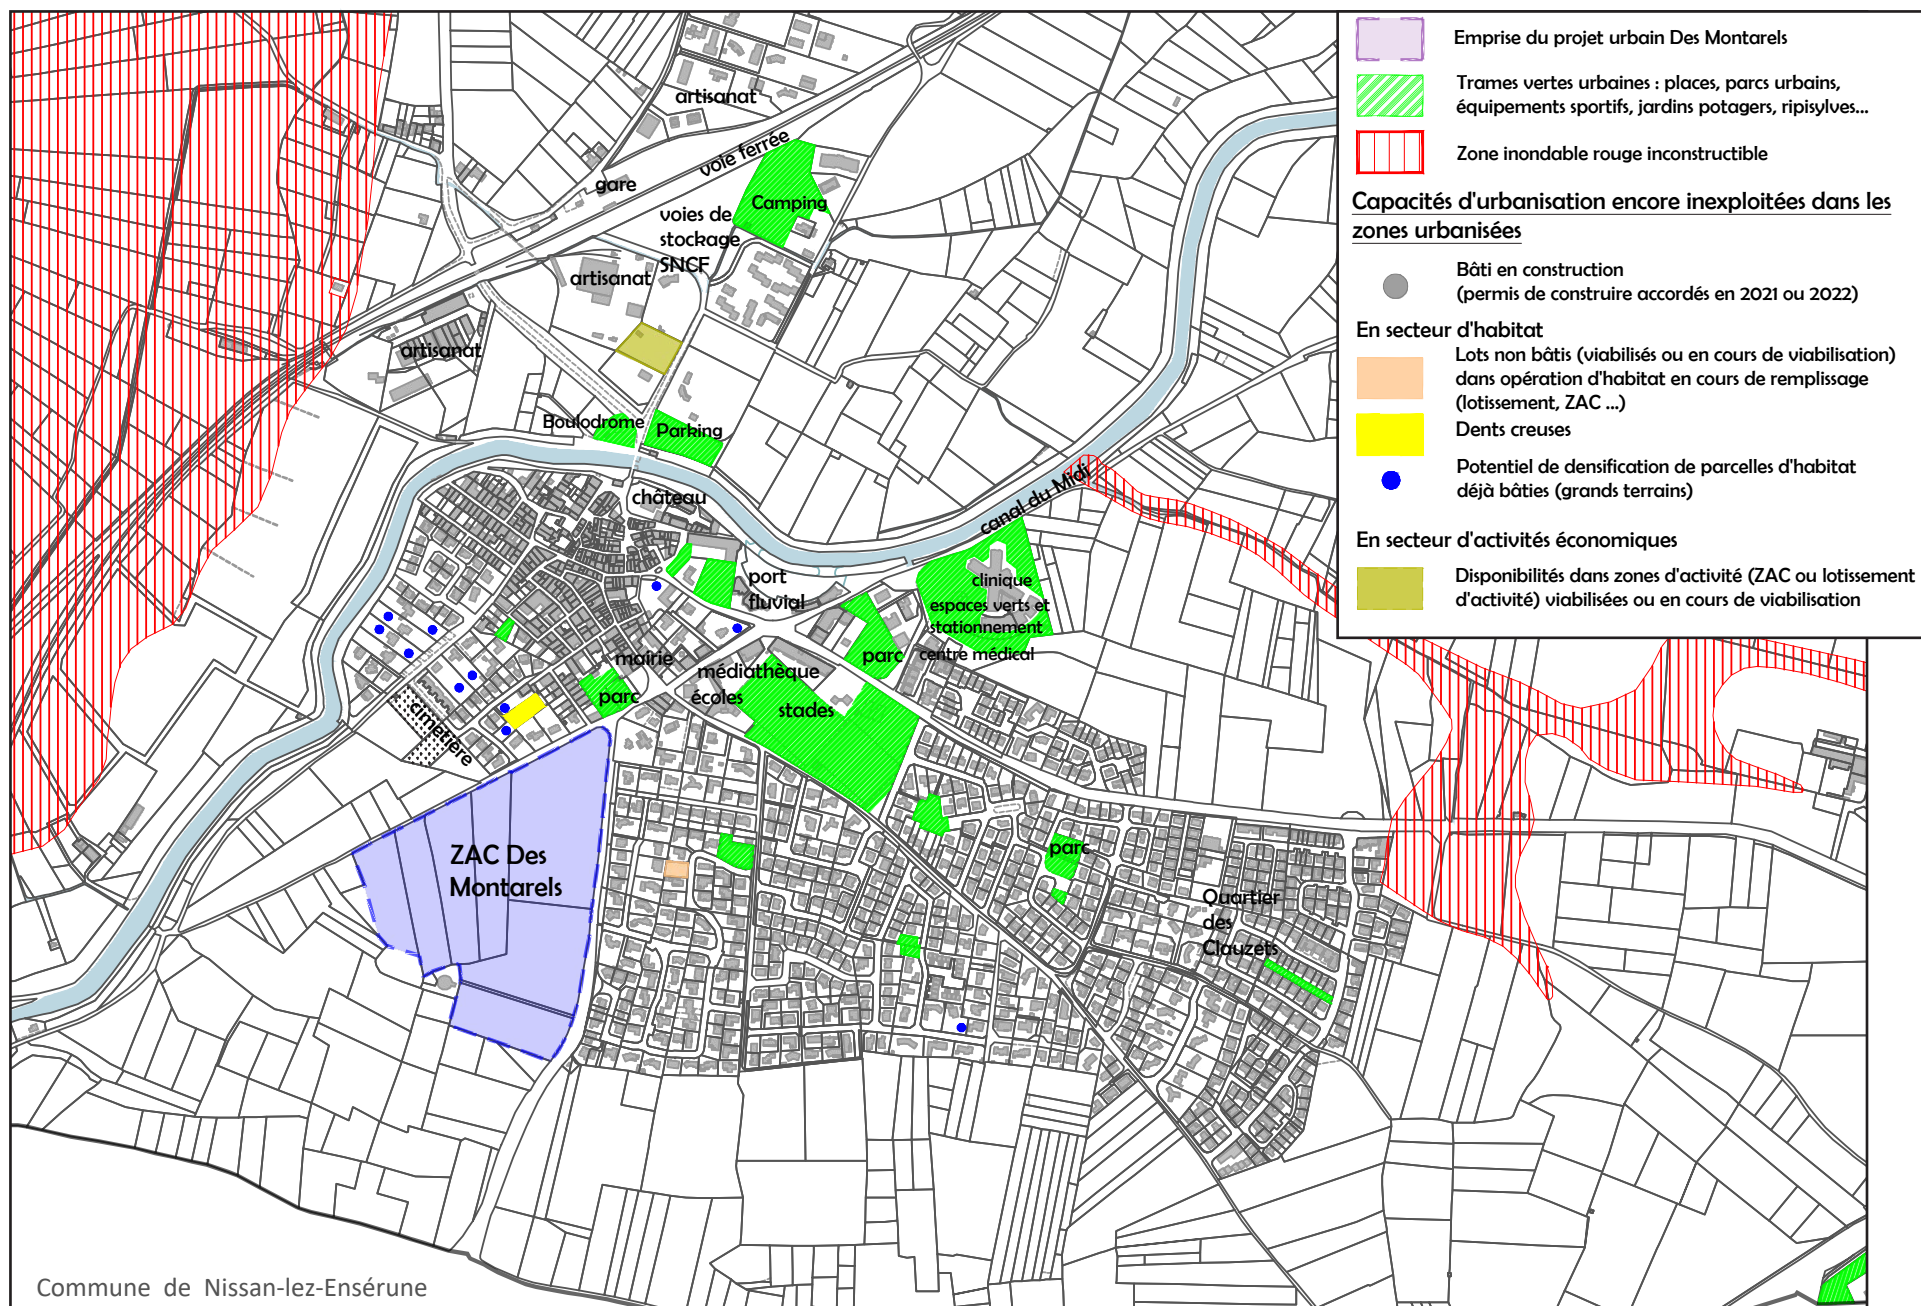 Emprise du projet urbain Des Montarels
Trames vertes urbaines : places, parcs urbains,
équipements sportifs, jardins potagers, ripisylves...
Zone inondable rouge inconstructible
Capacités d'urbanisation encore inexploitées dans les
zones urbanisées
Bâti en construction
(permis de construire accordés en 2021 ou 2022)
En secteur d'habitat
Lots non bâtis (viabilisés ou en cours de viabilisation)
dans opération d'habitat en cours de remplissage
(lotissement, ZAC ...)
Dents creuses
Potentiel de densification de parcelles d'habitat
déjà bâties (grands terrains)
En secteur d'activités économiques
Disponibilités dans zones d'activité (ZAC ou lotissement
d'activité) viabilisées ou en cours de viabilisation
artisanat
voie ferrée
gare
Camping
voies de
stockage
SNCF
artisanat
artisanat
Boulodrome
Parking
château
canal du Midi
port
fluvial
clinique
espaces verts et
stationnement
centre médical
parc
mairie
médiathèque
écoles
stades
parc
cimetière
ZAC Des
Montarels
parc
Quartier
des
Clauzets
Commune de Nissan-lez-Ensérune